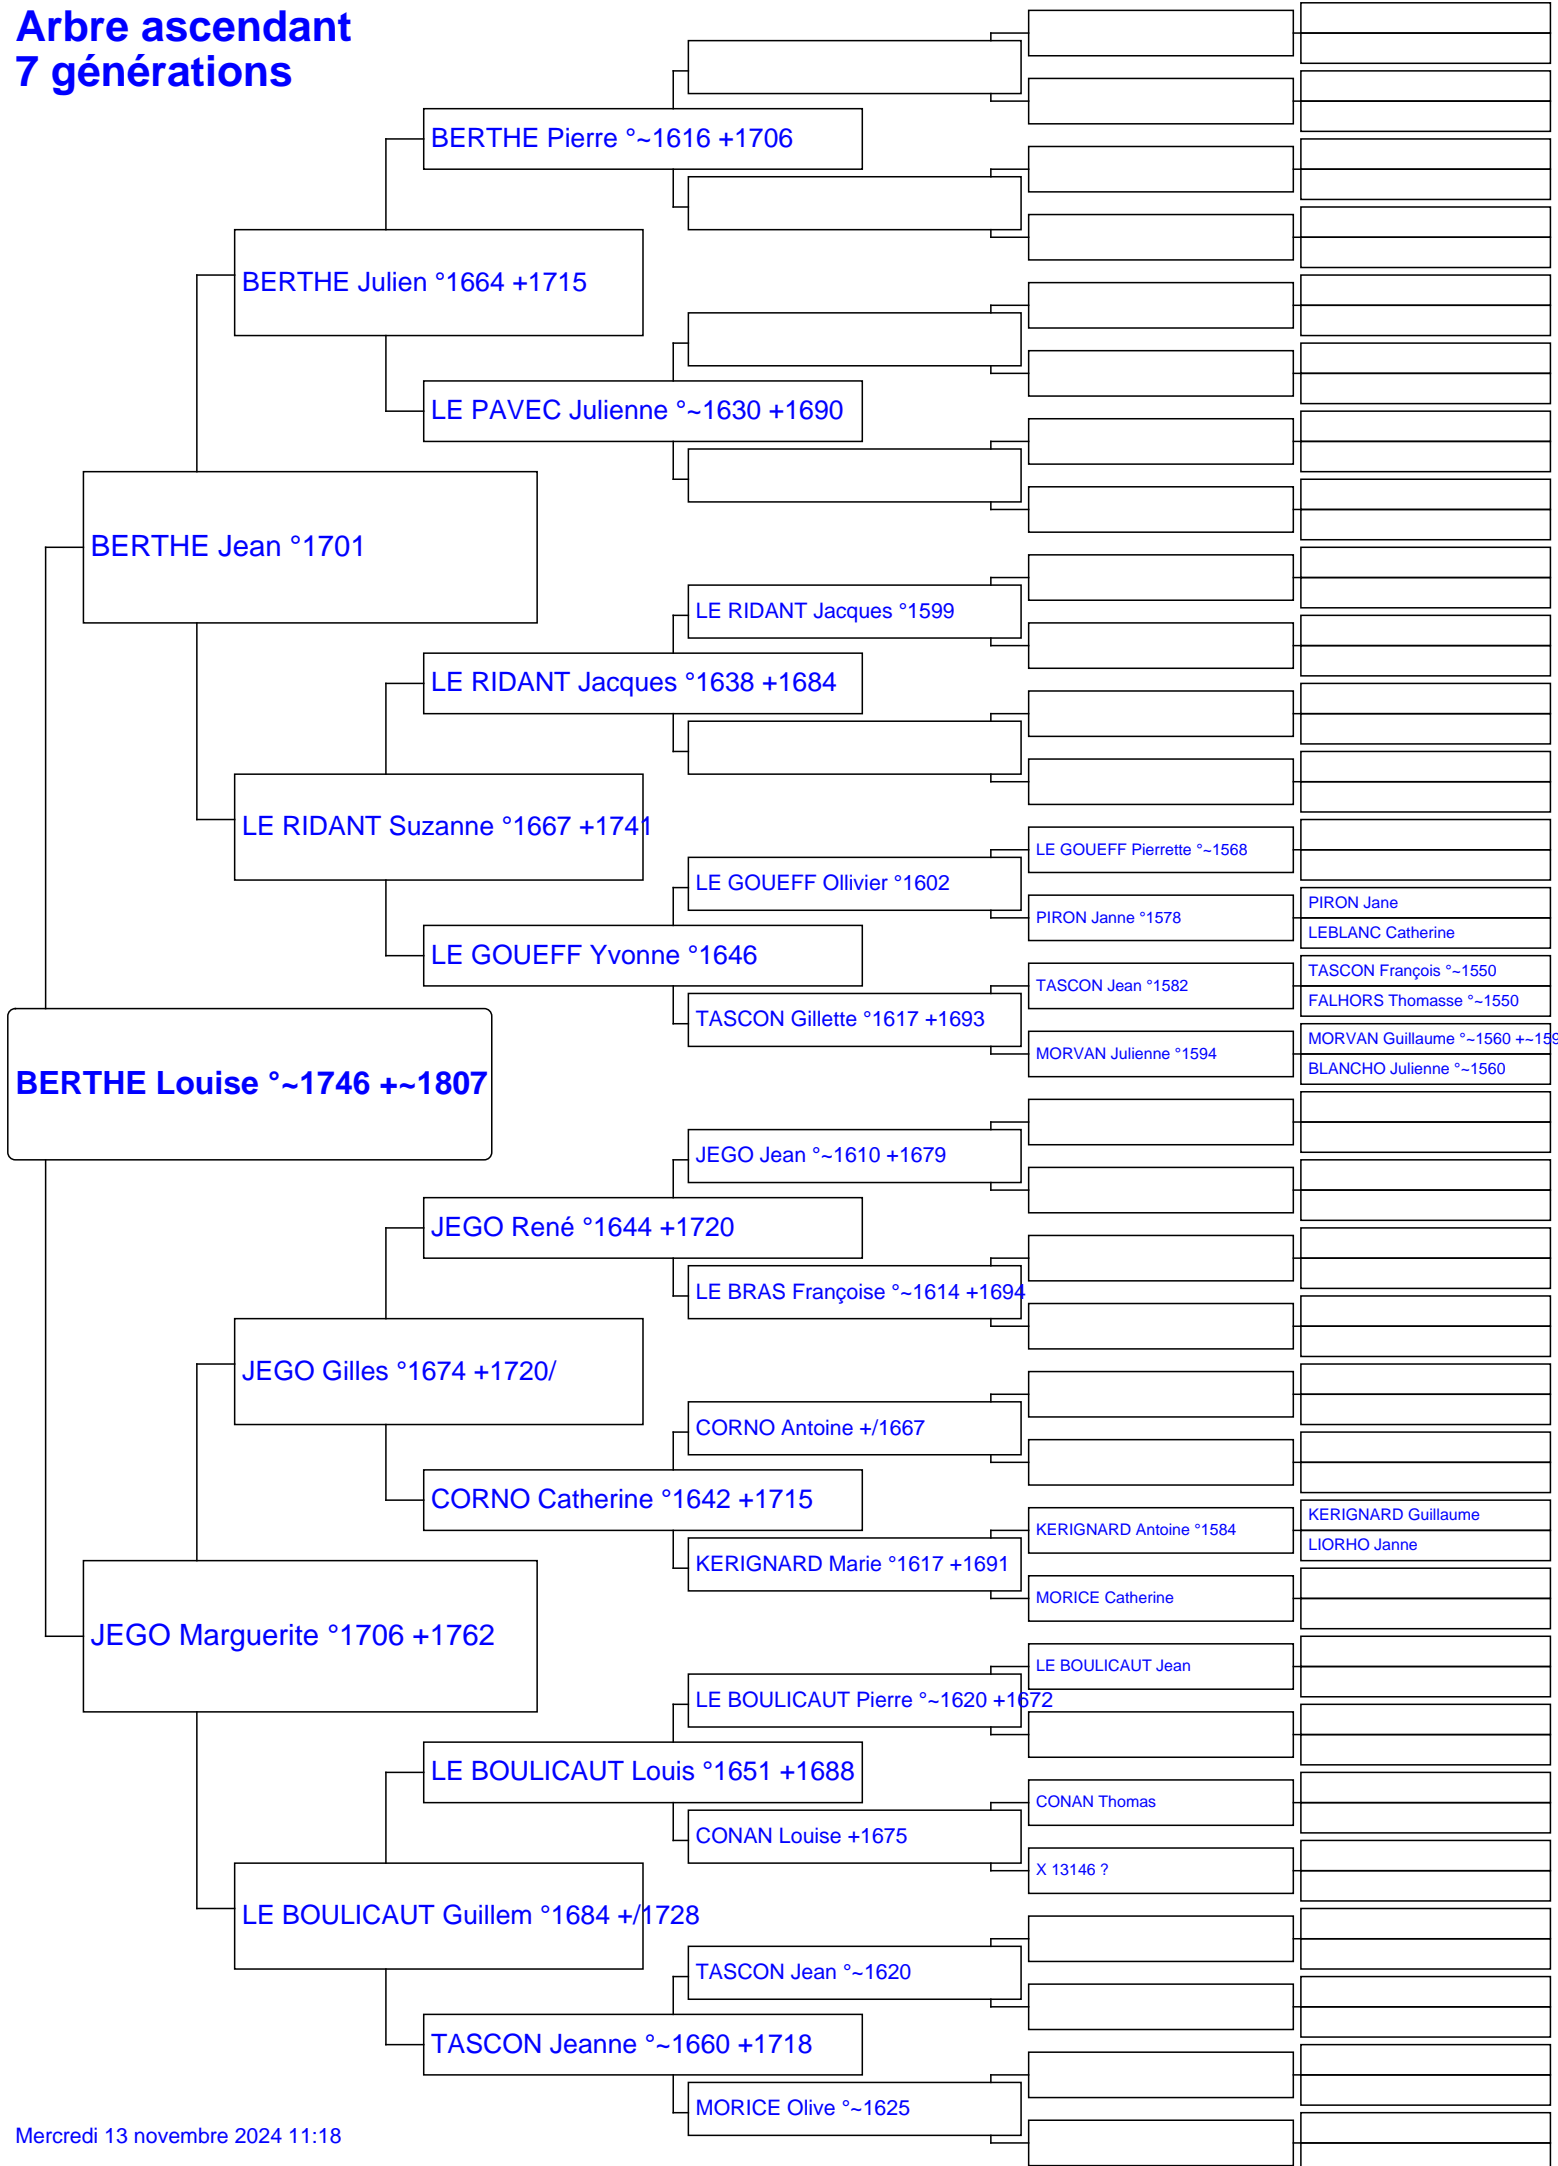 Arbre ascendant
7 générations
BERTHE Pierre °~1616 +1706
BERTHE Julien °1664 +1715
LE PAVEC Julienne °~1630 +1690
BERTHE Jean °1701
LE RIDANT Jacques °1599
LE RIDANT Jacques °1638 +1684
LE RIDANT Suzanne °1667 +1741
LE GOUEFF Pierrette °~1568
LE GOUEFF Ollivier °1602
PIRON Jane
PIRON Janne °1578
LEBLANC Catherine
LE GOUEFF Yvonne °1646
TASCON François °~1550
TASCON Jean °1582
FALHORS Thomasse °~1550
TASCON Gillette °1617 +1693
MORVAN Guillaume °~1560 +~159
MORVAN Julienne °1594
BLANCHO Julienne °~1560
BERTHE Louise °~1746 +~1807
JEGO Jean °~1610 +1679
JEGO René °1644 +1720
LE BRAS Françoise °~1614 +1694
JEGO Gilles °1674 +1720/
CORNO Antoine +/1667
CORNO Catherine °1642 +1715
KERIGNARD Guillaume
KERIGNARD Antoine °1584
LIORHO Janne
KERIGNARD Marie °1617 +1691
MORICE Catherine
JEGO Marguerite °1706 +1762
LE BOULICAUT Jean
LE BOULICAUT Pierre °~1620 +1672
LE BOULICAUT Louis °1651 +1688
CONAN Thomas
CONAN Louise +1675
X 13146 ?
LE BOULICAUT Guillem °1684 +/1728
TASCON Jean °~1620
TASCON Jeanne °~1660 +1718
MORICE Olive °~1625
Mercredi 13 novembre 2024 11:18